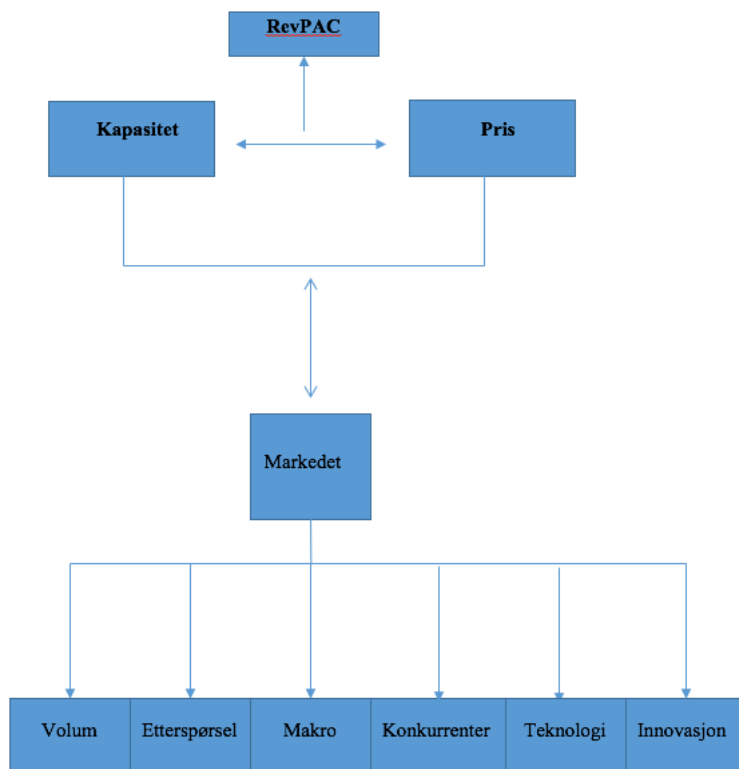 RevPAC
Kapasitet
Pris
Markedet
Volum
Etterspørsel
Makro
Konkurrenter
Teknologi
Innovasjon